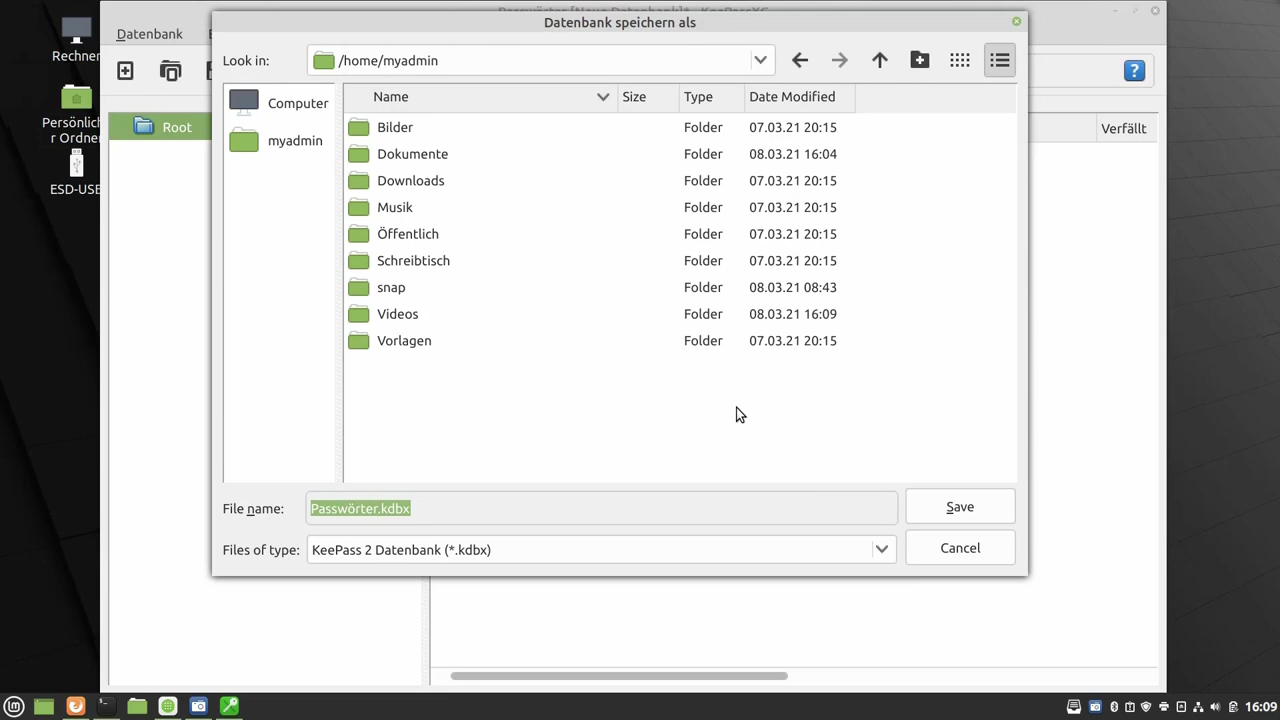 Datenbank speichern als
Datenbank
Look in: /home/myadmin
Rechner
Persönlich
r Ordner
ESD-USB
Root
Verfällt
Computer
myadmin
Name Size Type Date Modified
Bilder Folder 07.03.21 20:15
Dokumente Folder 08.03.21 16:04
Downloads Folder 07.03.21 20:15
Musik Folder 07.03.21 20:15
Öffentlich Folder 07.03.21 20:15
Schreibtisch Folder 07.03.21 20:15
snap Folder 08.03.21 08:43
Videos Folder 08.03.21 16:09
Vorlagen Folder 07.03.21 20:15
File name: Passwörter.kdbx Save
Files of type: KeePass 2 Datenbank (*.kdbx) Cancel
16:09